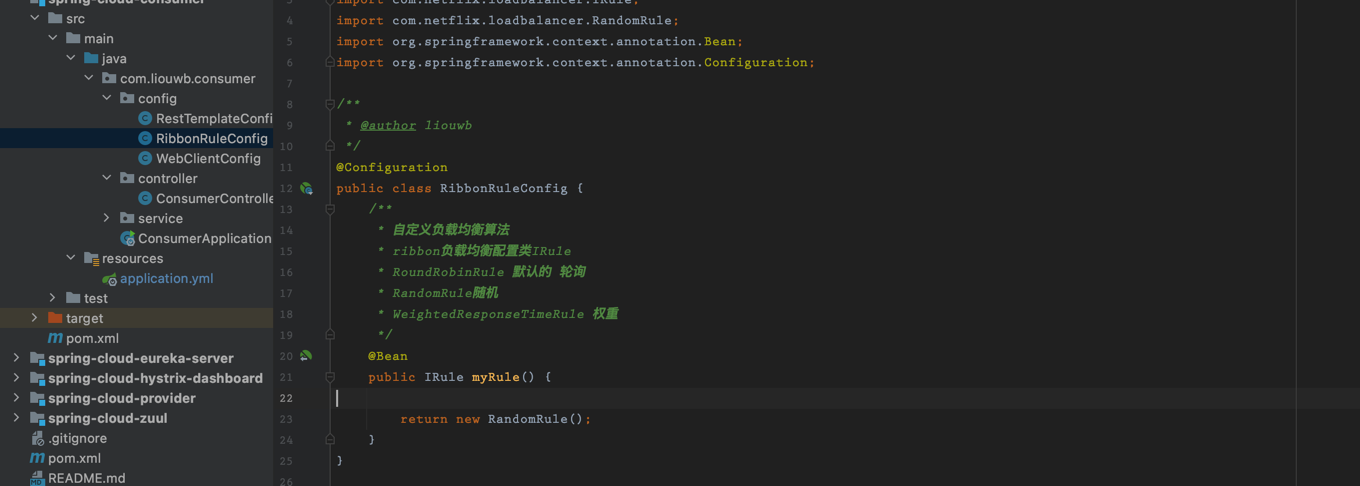 spring-cloud-consumer
src
main
java
com.liouwb.consumer
config
RestTemplateConfi
RibbonRuleConfig
WebClientConfig
controller
ConsumerControlle
service
ConsumerApplication
resources
application.yml
test
target
pom.xml
spring-cloud-eureka-server
spring-cloud-hystrix-dashboard
spring-cloud-provider
spring-cloud-zuul
.gitignore
pom.xml
README.md
3 import com.netflix.loadbalancer.IRule;
4 import com.netflix.loadbalancer.RandomRule;
5 import org.springframework.context.annotation.Bean;
6 import org.springframework.context.annotation.Configuration;
7
8 /**
9 * @author liouwb
10 */
11 @Configuration
12 public class RibbonRuleConfig {
13 /**
14 * 自定义负载均衡算法
15 * ribbon负载均衡配置类IRule
16 * RoundRobinRule 默认的 轮询
17 * RandomRule随机
18 * WeightedResponseTimeRule 权重
19 */
20 @Bean
21 public IRule myRule() {
22
23 return new RandomRule();
24 }
25 }
26